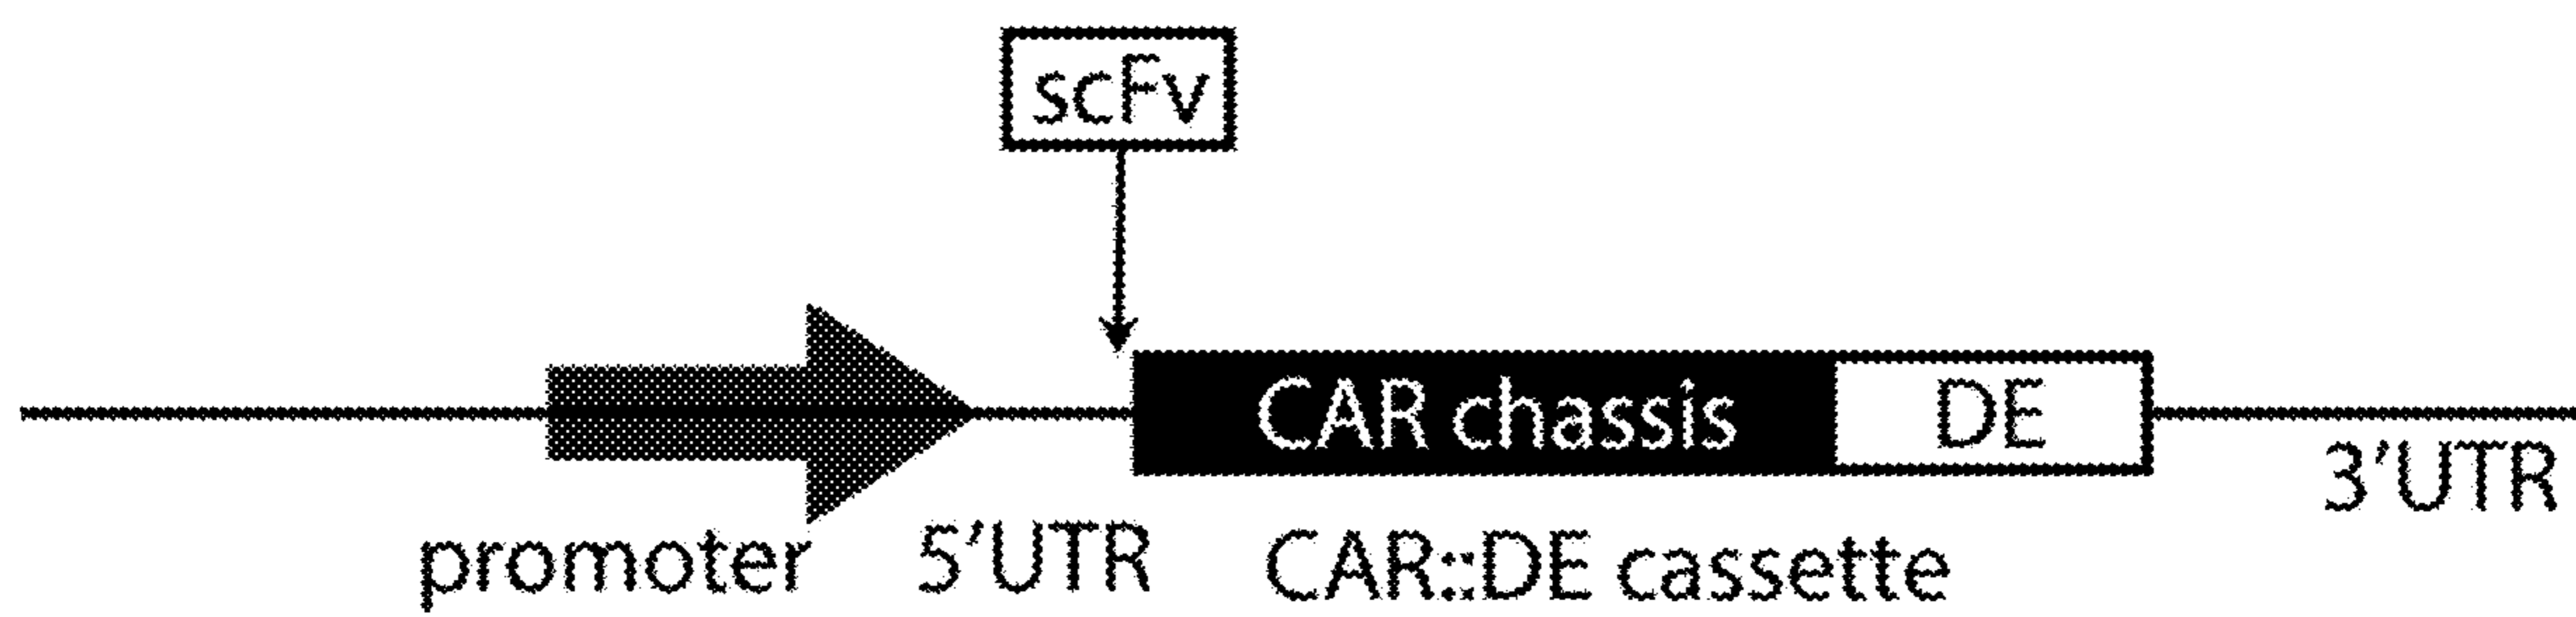 scFv
CAR chassis
DE
3'UTR
promoter
5'UTR
CAR::DE cassette